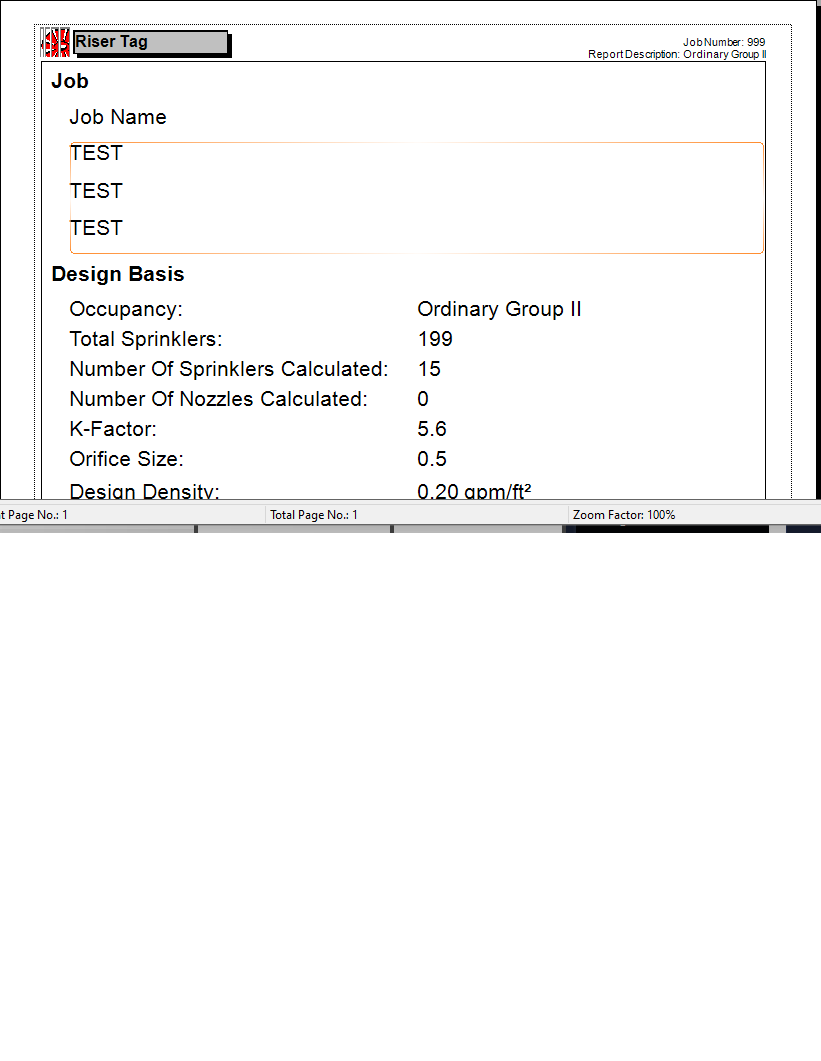 Riser Tag
Job Number: 999
Report Description: Ordinary Group II
Job
Job Name
TEST
TEST
TEST
Design Basis
Occupancy: Ordinary Group II
Total Sprinklers: 199
Number Of Sprinklers Calculated: 15
Number Of Nozzles Calculated: 0
K-Factor: 5.6
Orifice Size: 0.5
Design Density: 0.20 gpm/ft²
t Page No.: 1 Total Page No.: 1 Zoom Factor: 100%